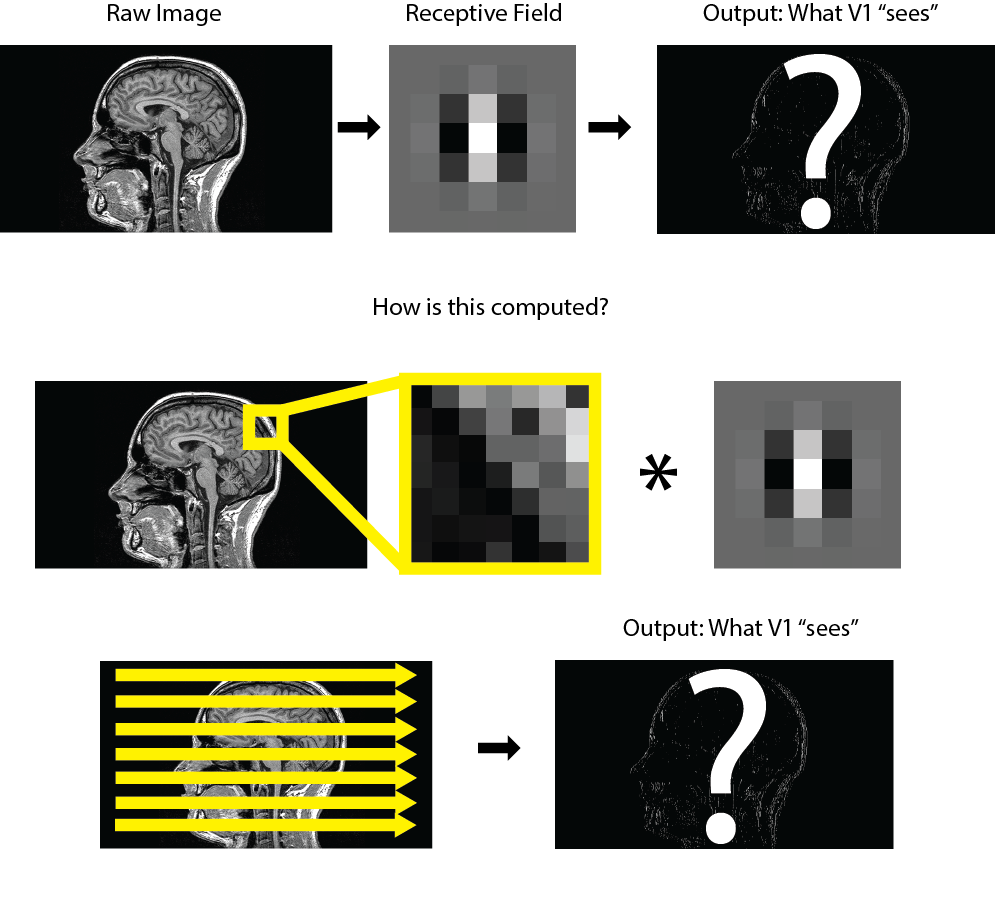 Raw Image
Receptive Field
Output: What V1 “sees”
?
How is this computed?
*
Output: What V1 “sees”
?